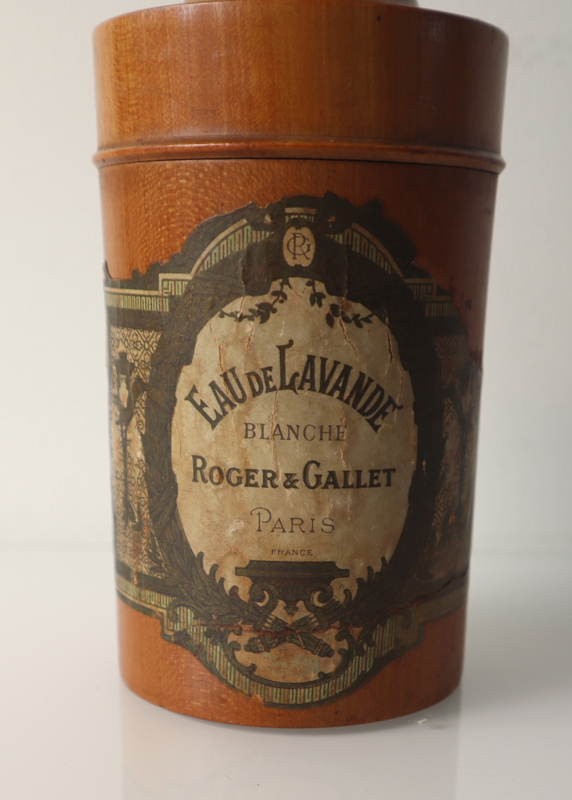 RG
EAU DE LAVANDE
BLANCHE
ROGER & GALLET
PARIS
FRANCE